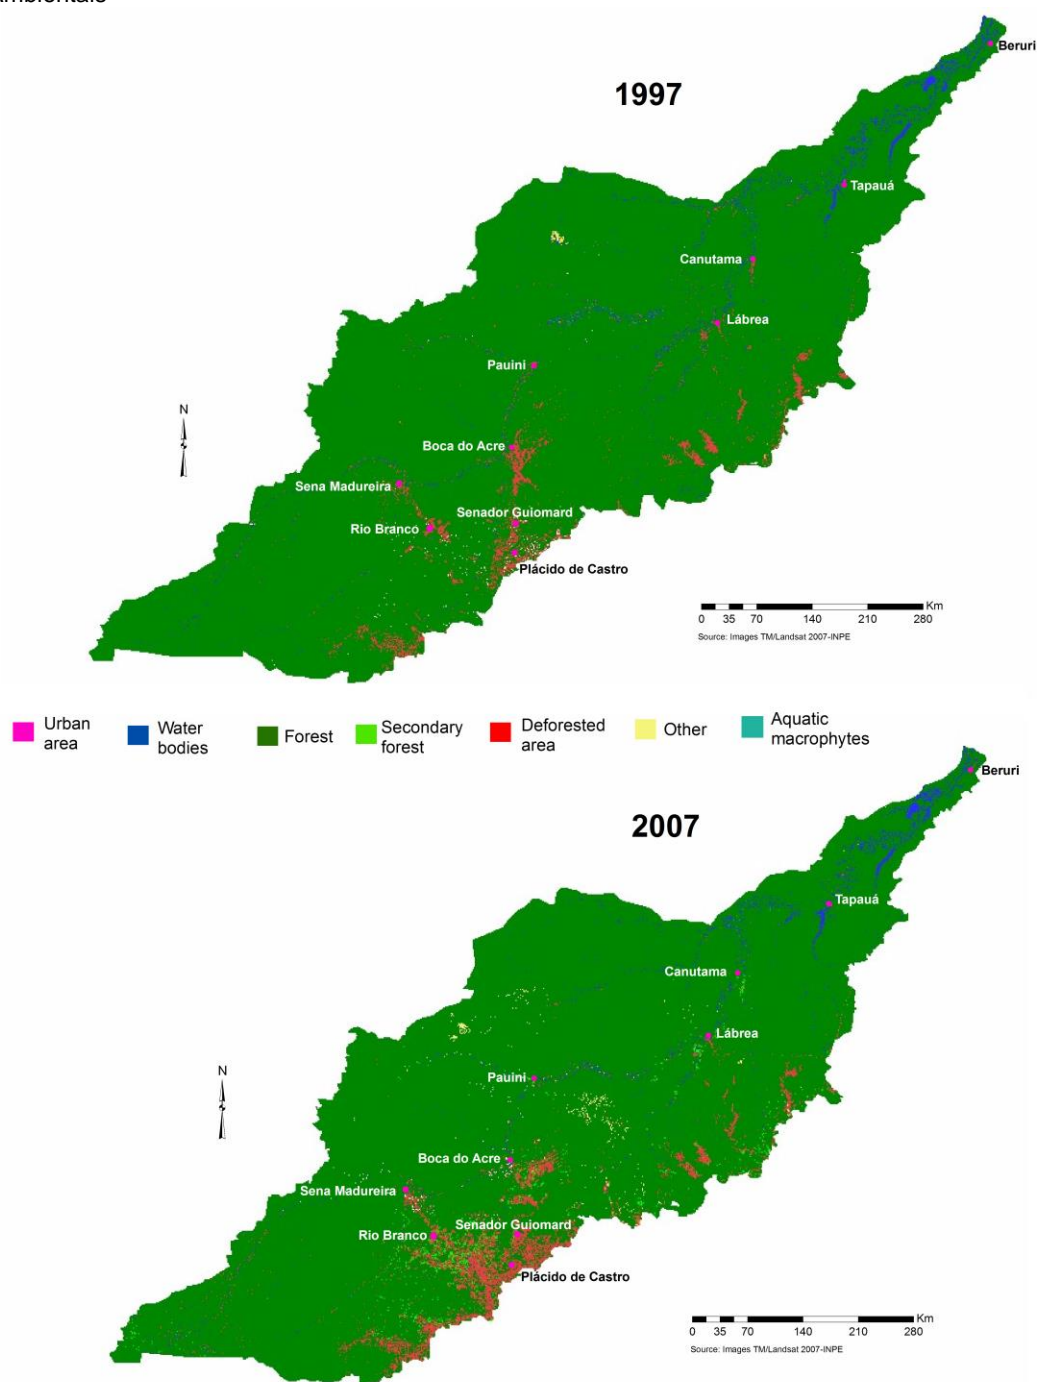 ambientais
1997
Beruri
Tapauá
Canutama
Lábrea
Pauini
N
Boca do Acre
Sena Madureira
Senador Guiomard
Rio Branco
Plácido de Castro
Km
0 35 70 140 210 280
Source: Images TM/Landsat 2007-INPE
Urban area
Water bodies
Forest
Secondary forest
Deforested area
Other
Aquatic macrophytes
2007
Beruri
Tapauá
Canutama
Lábrea
N
Pauini
Boca do Acre
Sena Madureira
Senador Guiomard
Rio Branco
Plácido de Castro
Km
0 35 70 140 210 280
Source: Images TM/Landsat 2007-INPE